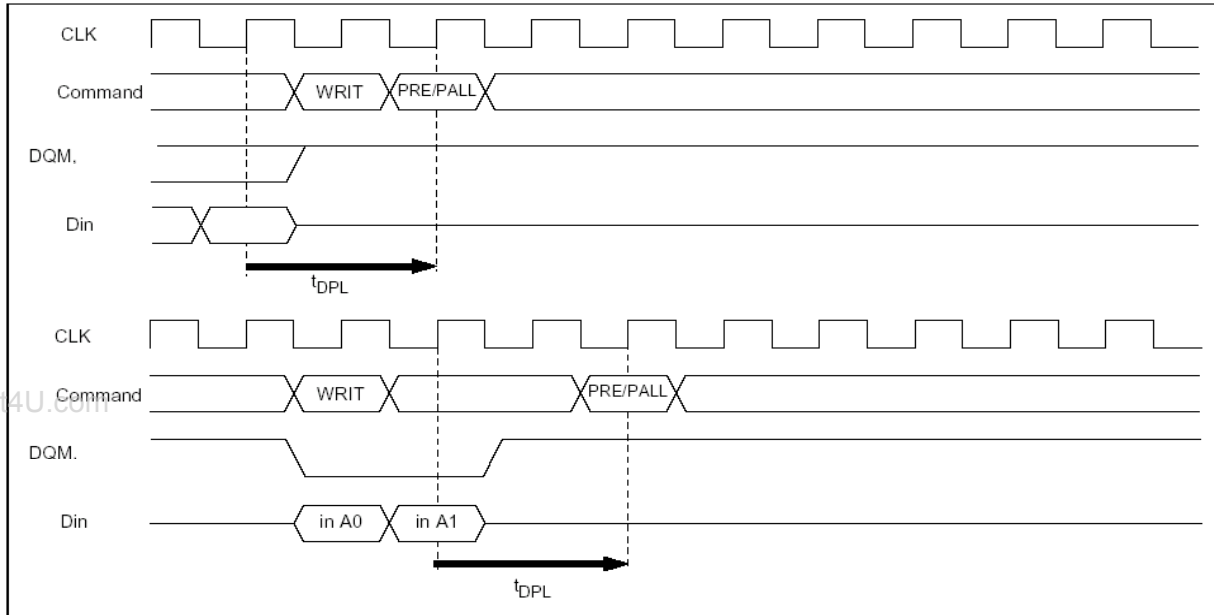 CLK
Command WRIT PRE/PALL
DQM,
Din
tDPL
CLK
t4U.com
Command WRIT PRE/PALL
DQM.
Din in A0 in A1
tDPL